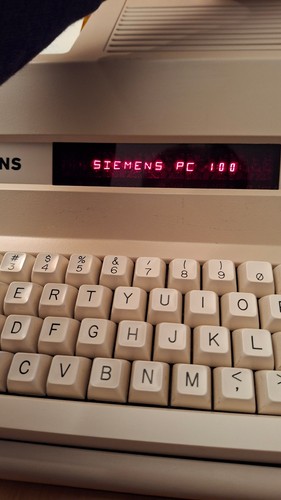 NS
SIEMENS PC 100
# $ % & / ( )
3 4 5 6 7 8 9 0
E R T Y U I O
D F G H J K L
C V B N M < ,